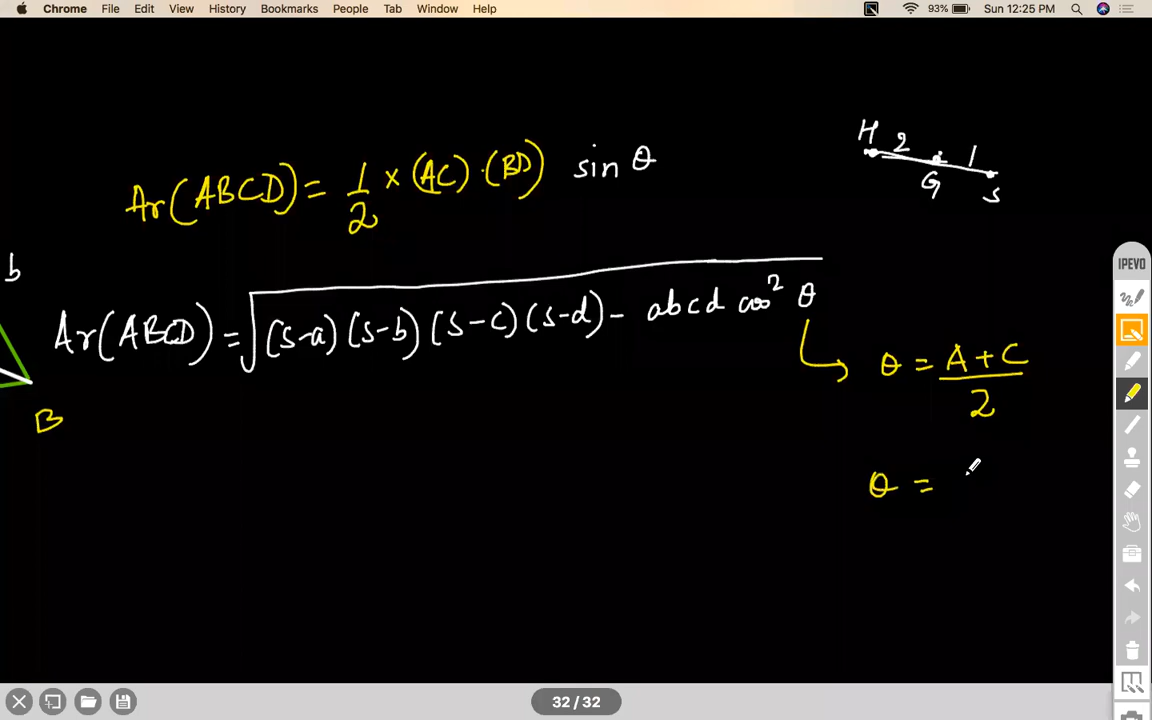 Chrome File Edit View History Bookmarks People Tab Window Help 93% Sun 12:25 PM
H 2 1
G S
Ar(ABCD) = 1/2 × (AC)·(BD) sin θ
b
Ar(ABCD) = √(s-a)(s-b)(s-c)(s-d) - abcd cos² θ
θ = A+C/2
B
θ =
IPEVO
32 / 32